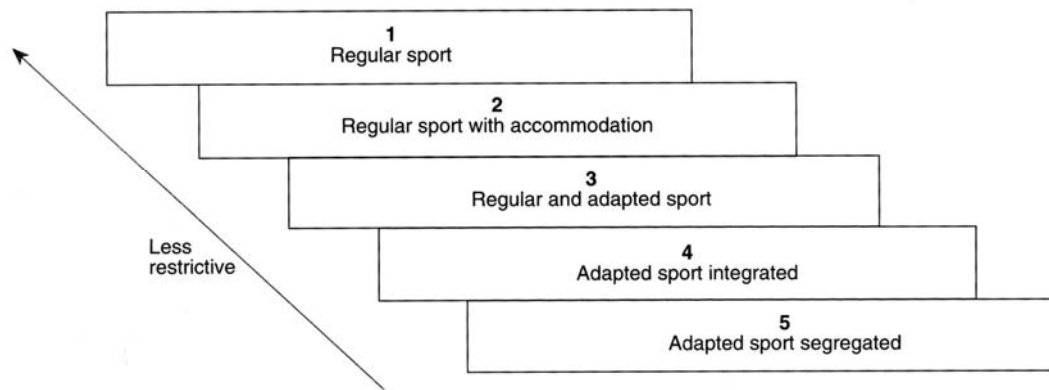 1
Regular sport
2
Regular sport with accommodation
3
Regular and adapted sport
Less
restrictive
4
Adapted sport integrated
5
Adapted sport segregated